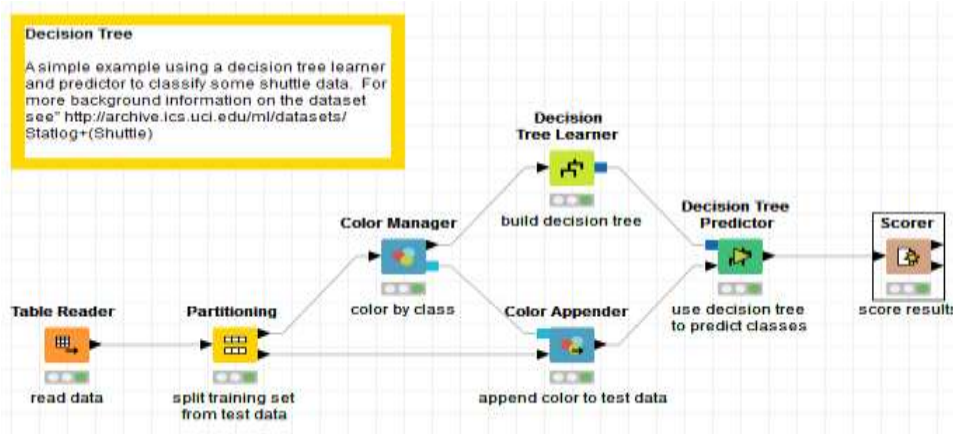 Decision Tree
A simple example using a decision tree learner
and predictor to classify some shuttle data. For
more background information on the dataset
see" http://archive.ics.uci.edu/ml/datasets/
Statlog+(Shuttle)
Decision
Tree Learner
build decision tree
Color Manager
color by class
Decision Tree
Predictor
use decision tree
to predict classes
Scorer
score results
Table Reader
read data
Partitioning
split training set
from test data
Color Appender
append color to test data